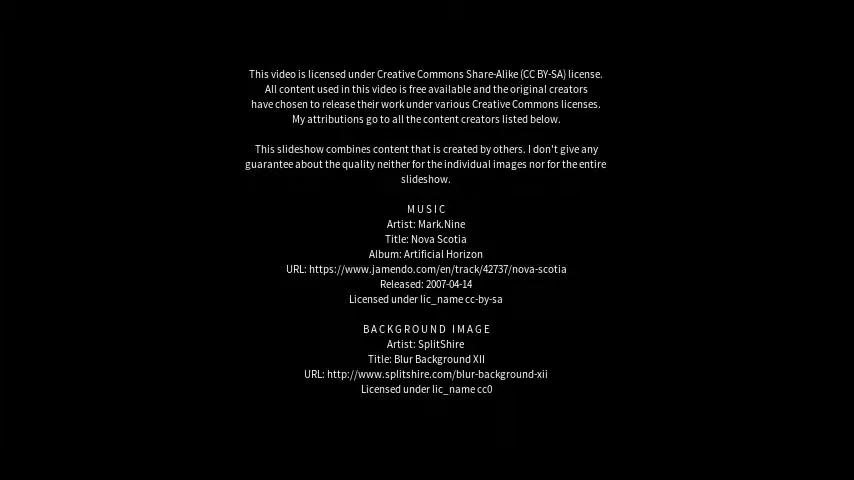 This video is licensed under Creative Commons Share-Alike (CC BY-SA) license.
All content used in this video is free available and the original creators
have chosen to release their work under various Creative Commons licenses.
My attributions go to all the content creators listed below.
This slideshow combines content that is created by others. I don't give any
guarantee about the quality neither for the individual images nor for the entire
slideshow.
MUSIC
Artist: Mark.Nine
Title: Nova Scotia
Album: Artificial Horizon
URL: https://www.jamendo.com/en/track/42737/nova-scotia
Released: 2007-04-14
Licensed under lic_name cc-by-sa
BACKGROUND IMAGE
Artist: SplitShire
Title: Blur Background XII
URL: http://www.splitshire.com/blur-background-xii
Licensed under lic_name cc0